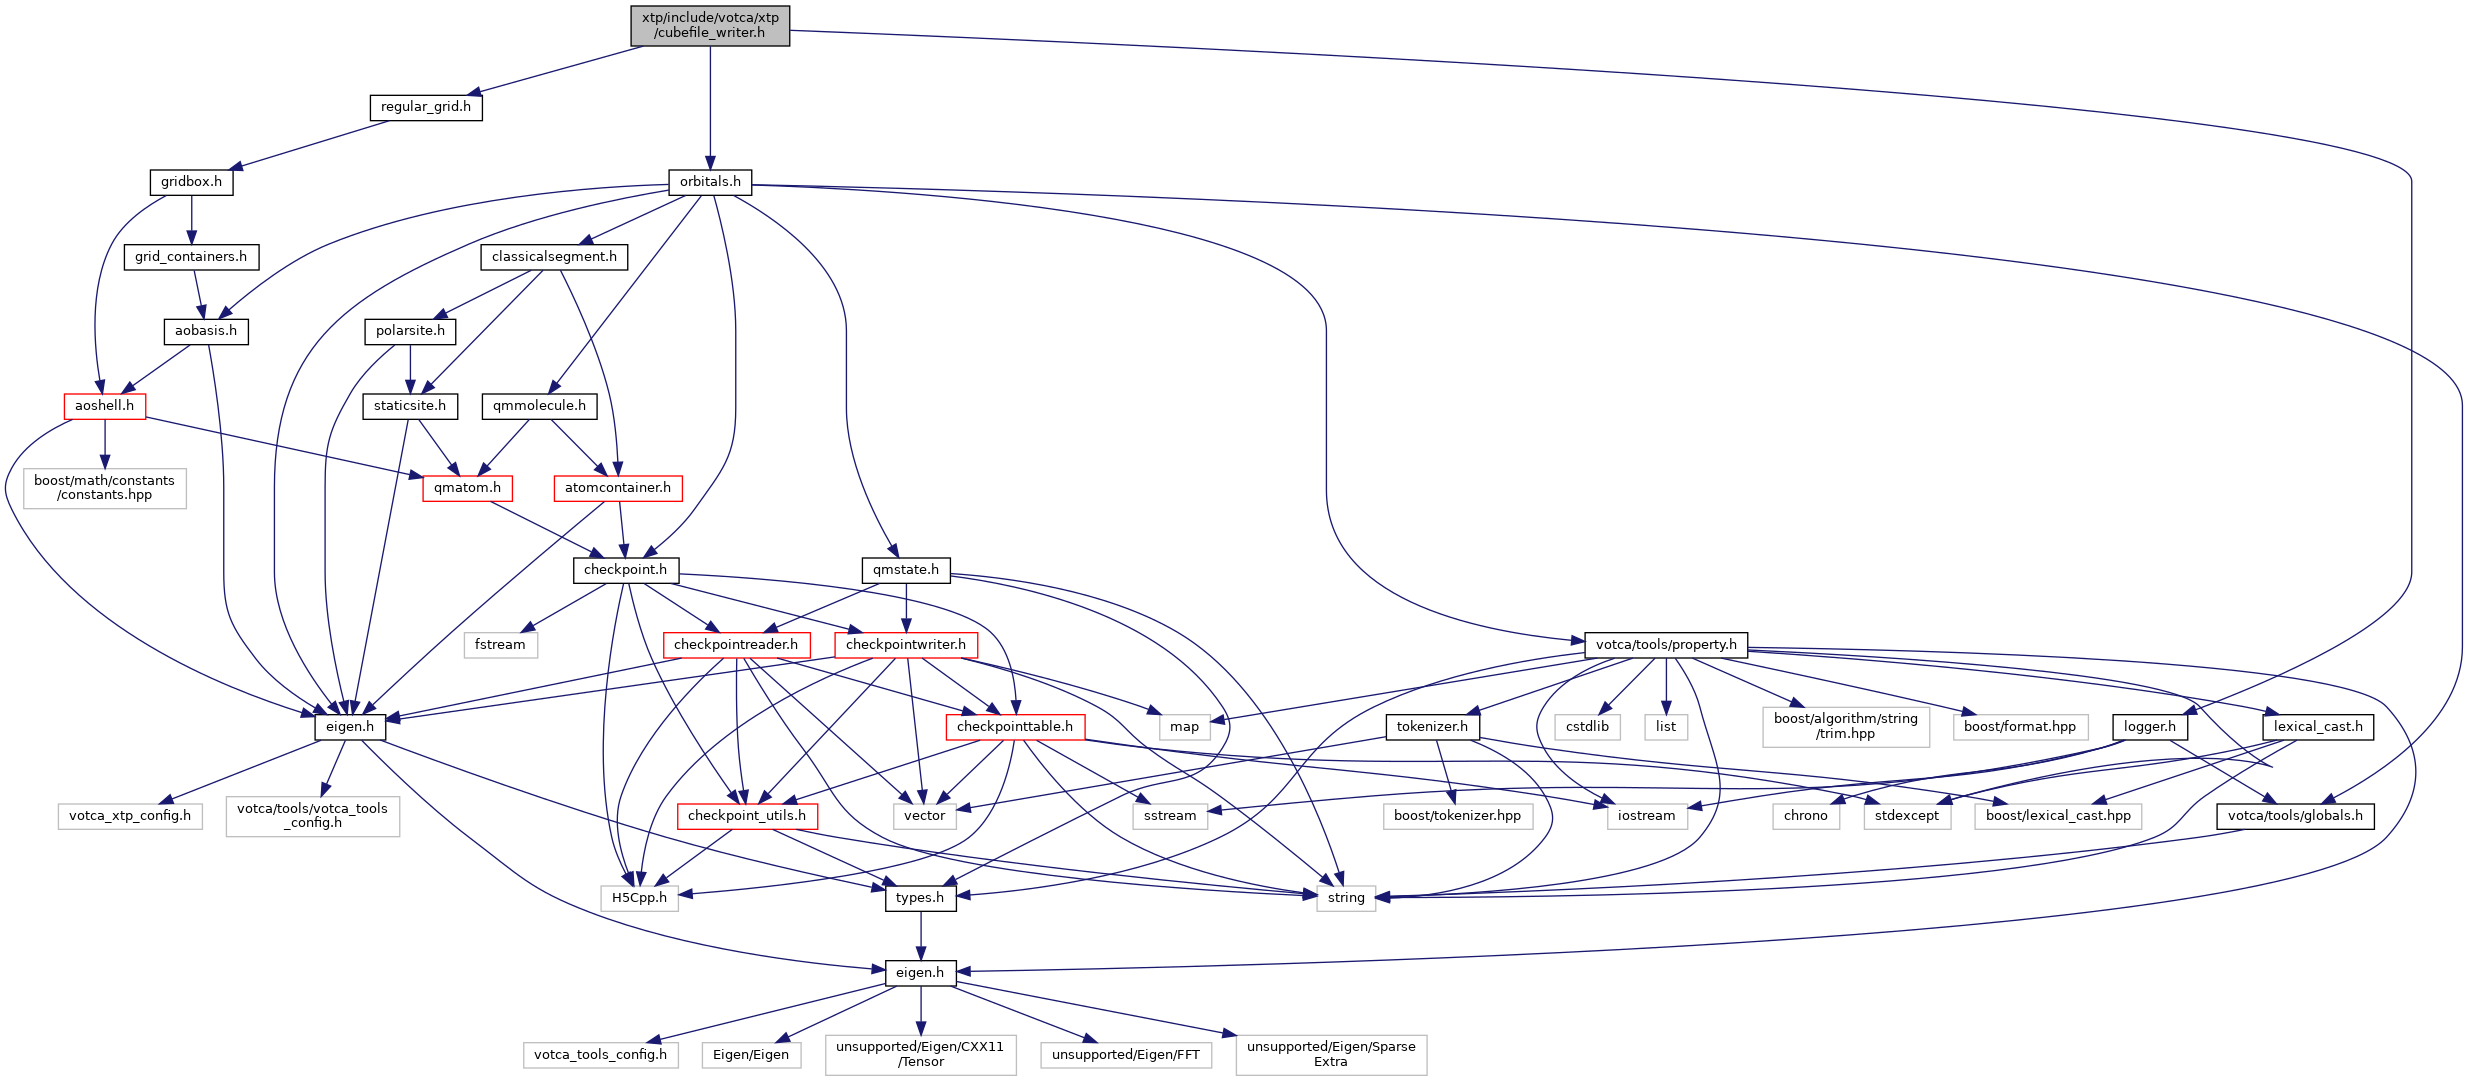 xtp/include/votca/xtp
/cubefile_writer.h
regular_grid.h
gridbox.h
orbitals.h
grid_containers.h
classicalsegment.h
aobasis.h
polarsite.h
aoshell.h
staticsite.h
qmmolecule.h
boost/math/constants
/constants.hpp
qmatom.h
atomcontainer.h
checkpoint.h
qmstate.h
fstream
checkpointreader.h
checkpointwriter.h
votca/tools/property.h
eigen.h
checkpointtable.h
map
tokenizer.h
cstdlib
list
boost/algorithm/string
/trim.hpp
boost/format.hpp
logger.h
lexical_cast.h
votca_xtp_config.h
votca/tools/votca_tools
_config.h
checkpoint_utils.h
vector
sstream
boost/tokenizer.hpp
iostream
chrono
stdexcept
boost/lexical_cast.hpp
votca/tools/globals.h
H5Cpp.h
types.h
string
eigen.h
votca_tools_config.h
Eigen/Eigen
unsupported/Eigen/CXX11
/Tensor
unsupported/Eigen/FFT
unsupported/Eigen/Sparse
Extra